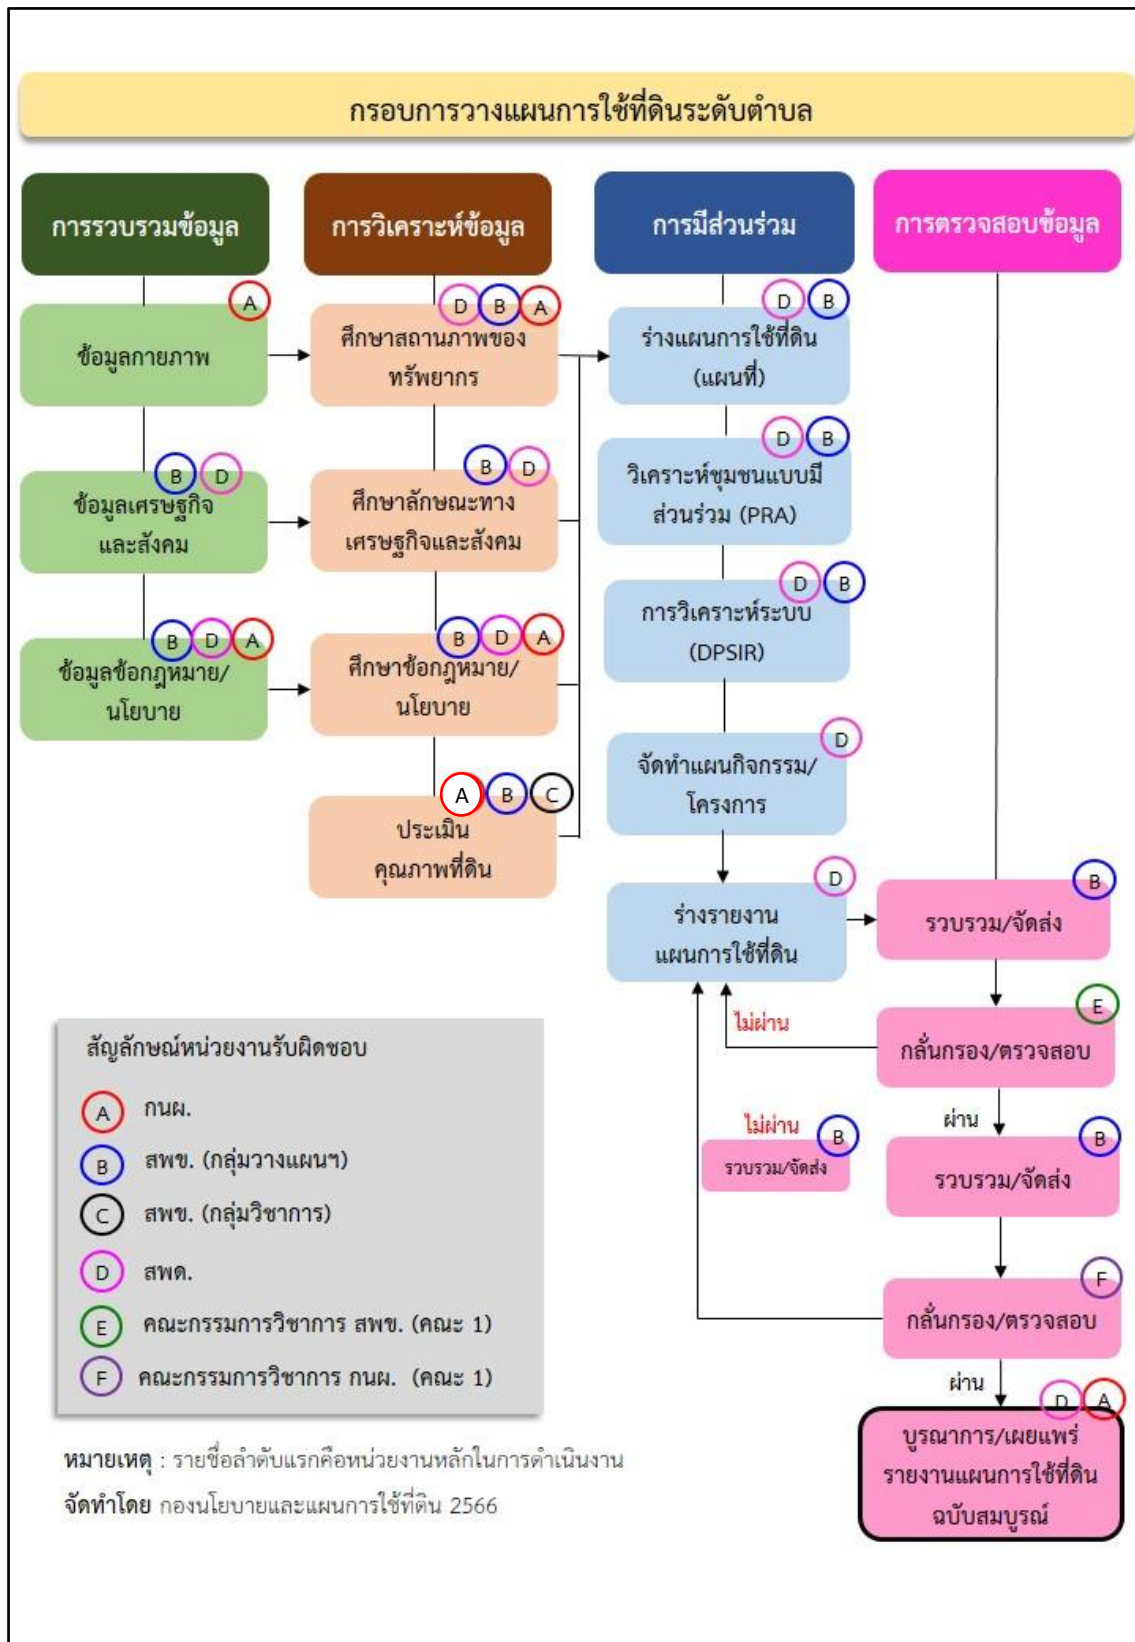 กรอบการวางแผนการใช้ที่ดินระดับตำบล
การรวบรวมข้อมูล
A
ข้อมูลกายภาพ
B D
ข้อมูลเศรษฐกิจ
และสังคม
B D A
ข้อมูลข้อกฎหมาย/
นโยบาย
การวิเคราะห์ข้อมูล
D B A
ศึกษาสถานภาพของ
ทรัพยากร
B D
ศึกษาลักษณะทาง
เศรษฐกิจและสังคม
B D A
ศึกษาข้อกฎหมาย/
นโยบาย
A B C
ประเมิน
คุณภาพที่ดิน
การมีส่วนร่วม
D B
ร่างแผนการใช้ที่ดิน
(แผนที่)
D B
วิเคราะห์ชุมชนแบบมี
ส่วนร่วม (PRA)
D B
การวิเคราะห์ระบบ
(DPSIR)
D
จัดทำแผนกิจกรรม/
โครงการ
D
ร่างรายงาน
แผนการใช้ที่ดิน
การตรวจสอบข้อมูล
B
รวบรวม/จัดส่ง
E
ไม่ผ่าน
กลั่นกรอง/ตรวจสอบ
ผ่าน
ไม่ผ่าน
B
รวบรวม/จัดส่ง
B
รวบรวม/จัดส่ง
F
กลั่นกรอง/ตรวจสอบ
ผ่าน
D A
บูรณาการ/เผยแพร่
รายงานแผนการใช้ที่ดิน
ฉบับสมบูรณ์
สัญลักษณ์หน่วยงานรับผิดชอบ
A กนผ.
B สพข. (กลุ่มวางแผนฯ)
C สพข. (กลุ่มวิชาการ)
D สพด.
E คณะกรรมการวิชาการ สพข. (คณะ 1)
F คณะกรรมการวิชาการ กนผ. (คณะ 1)
หมายเหตุ : รายชื่อลำดับแรกคือหน่วยงานหลักในการดำเนินงาน
จัดทำโดย กองนโยบายและแผนการใช้ที่ดิน 2566